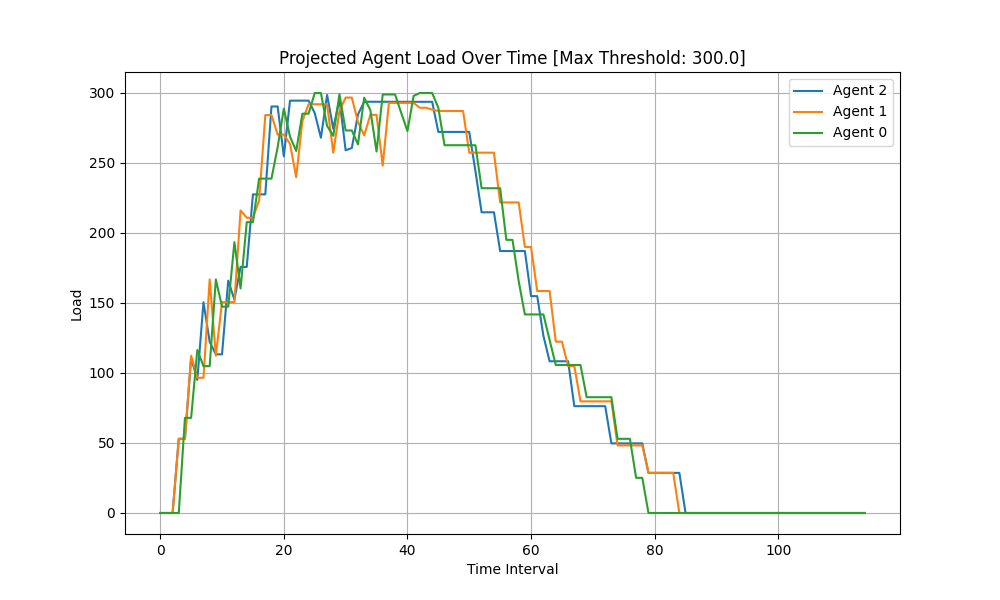 Projected Agent Load Over Time [Max Threshold: 300.0]
Agent 2
Agent 1
Agent 0
300
250
200
150
100
50
0
Load
0 20 40 60 80 100
Time Interval